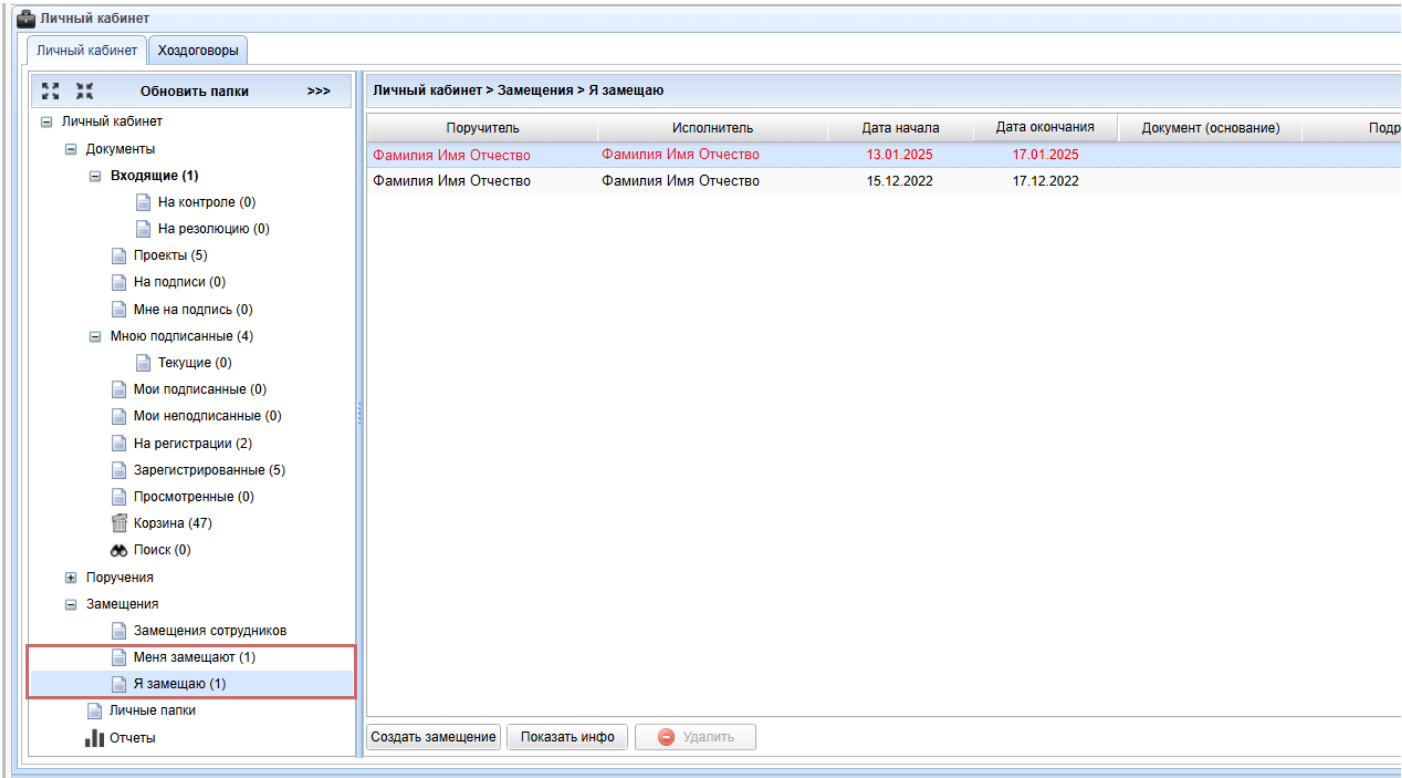 Личный кабинет
Личный кабинет Хоздоговоры
Обновить папки >>>
Личный кабинет
Документы
Входящие (1)
На контроле (0)
На резолюцию (0)
Проекты (5)
На подписи (0)
Мне на подпись (0)
Мною подписанные (4)
Текущие (0)
Мои подписанные (0)
Мои неподписанные (0)
На регистрации (2)
Зарегистрированные (5)
Просмотренные (0)
Корзина (47)
Поиск (0)
Поручения
Замещения
Замещения сотрудников
Меня замещают (1)
Я замещаю (1)
Личные папки
Отчеты
Личный кабинет > Замещения > Я замещаю
Поручитель Исполнитель Дата начала Дата окончания Документ (основание) Подр
Фамилия Имя Отчество Фамилия Имя Отчество 13.01.2025 17.01.2025
Фамилия Имя Отчество Фамилия Имя Отчество 15.12.2022 17.12.2022
Создать замещение Показать инфо Удалить